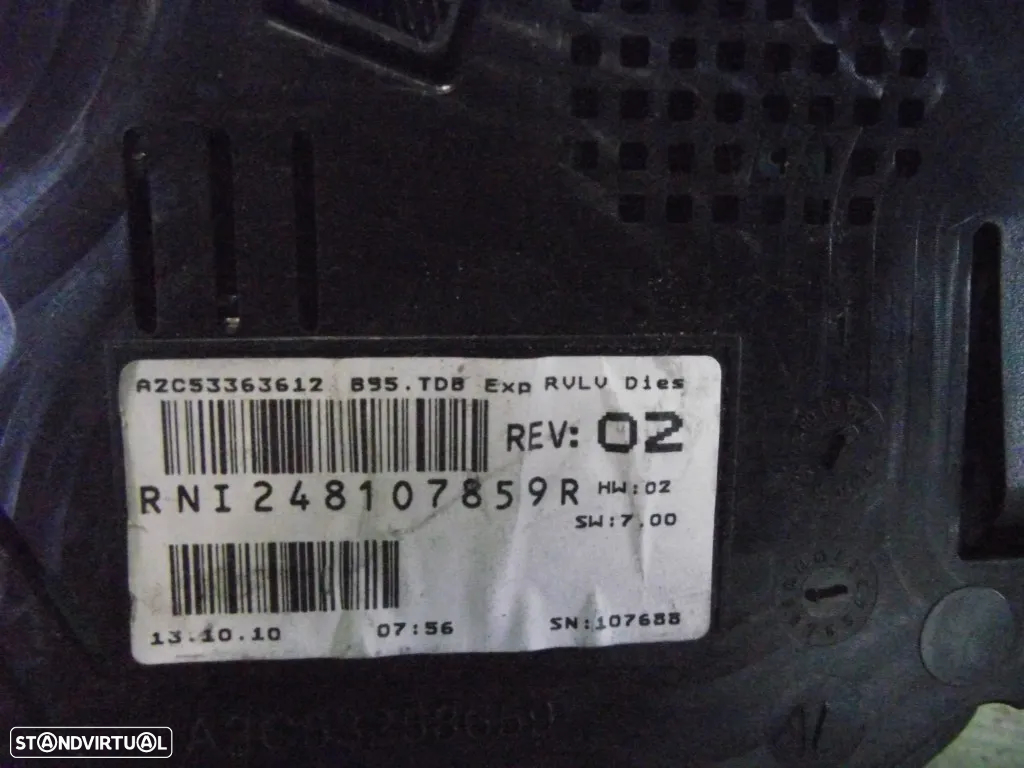 A2C53363612 B95.TDB Exp RVLV Dies
REV: 02
RNI248107859R HW:02
SW:7.00
13.10.10 07:56 SN:107688
STANDVIRTUAL